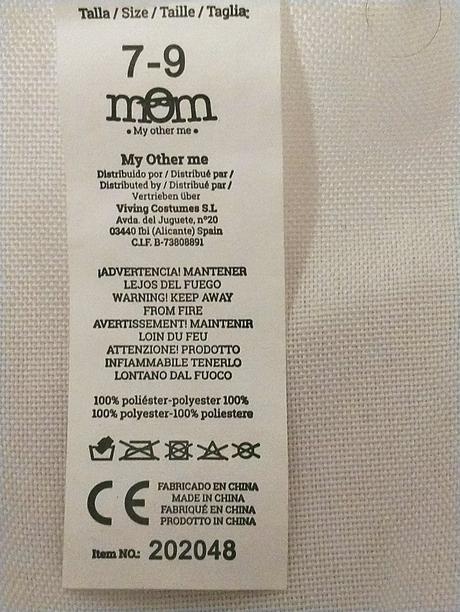 Talla / Size / Taille / Taglia:
7-9
mom
• My other me •
My Other me
Distribuido por / Distribué par /
Distributed by / Distribué par /
Vertrieben über
Viving Costumes S.L
Avda. del Juguete, nº20
03440 Ibi (Alicante) Spain
C.I.F. B-73808891
¡ADVERTENCIA! MANTENER
LEJOS DEL FUEGO
WARNING! KEEP AWAY
FROM FIRE
AVERTISSEMENT! MAINTENIR
LOIN DU FEU
ATTENZIONE! PRODOTTO
INFIAMMABILE TENERLO
LONTANO DAL FUOCO
100% poliéster-polyester 100%
100% polyester-100% poliestere
CE
FABRICADO EN CHINA
MADE IN CHINA
FABRIQUÉ EN CHINA
PRODOTTO IN CHINA
Item NO.: 202048